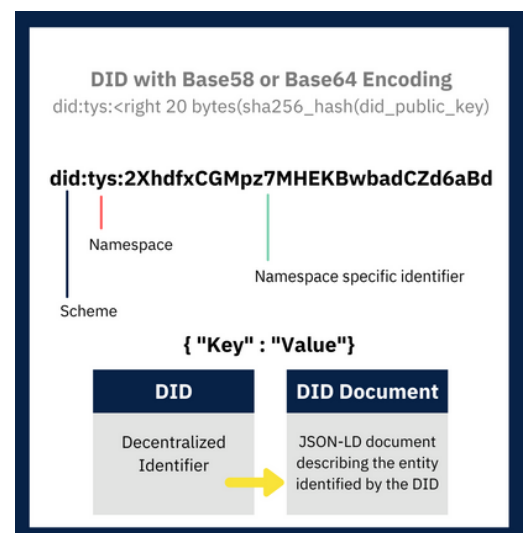 DID with Base58 or Base64 Encoding
did:tys:<right 20 bytes(sha256_hash(did_public_key)
did:tys:2XhdfxCGMpz7MHEKBwbadCZd6aBd
Namespace
Namespace specific identifier
Scheme
{ "Key" : "Value"}
DID
Decentralized
Identifier
DID Document
JSON-LD document
describing the entity
identified by the DID